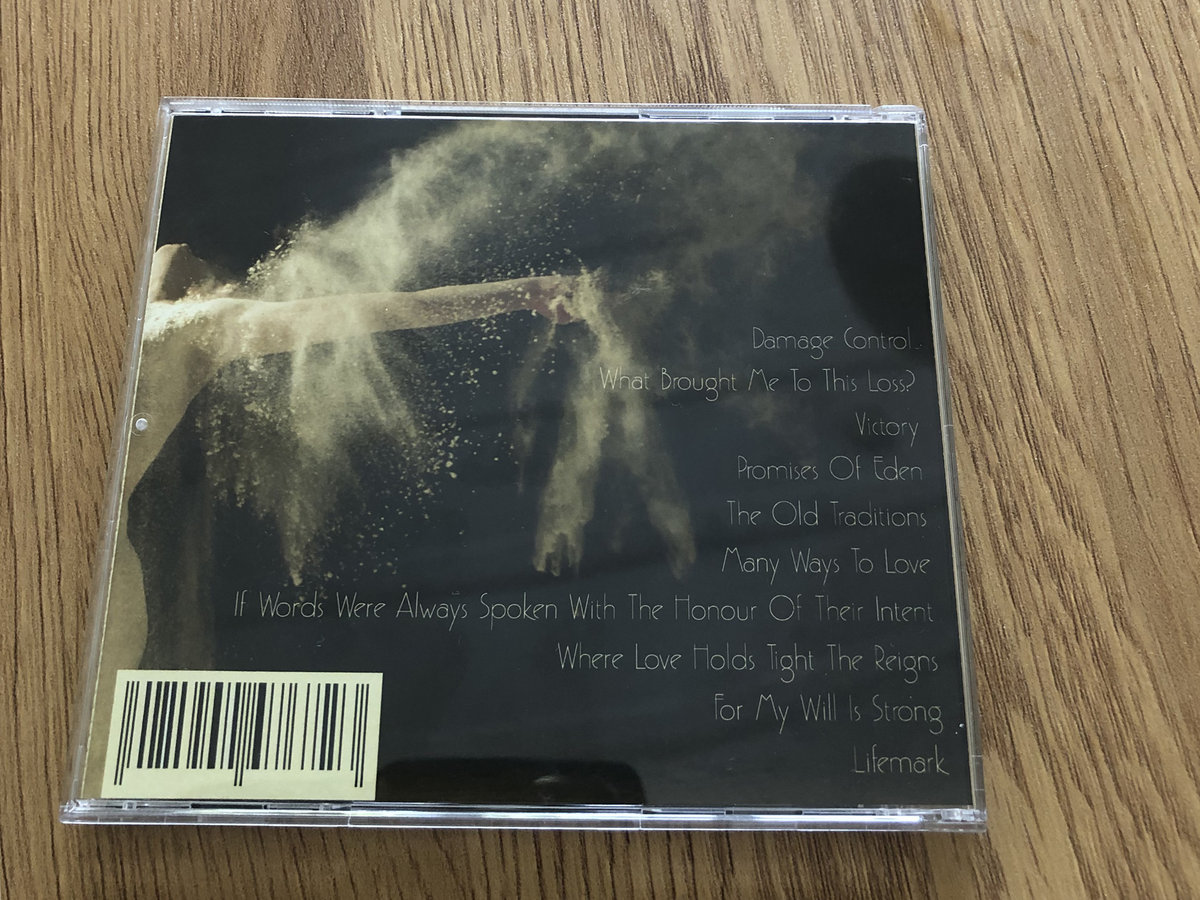 Damage Control
What Brought Me To This Loss?
Victory
Promises Of Eden
The Old Traditions
Many Ways To Love
If Words Were Always Spoken With The Honour Of Their Intent
Where Love Holds Tight The Reigns
For My Will Is Strong
Lifemark